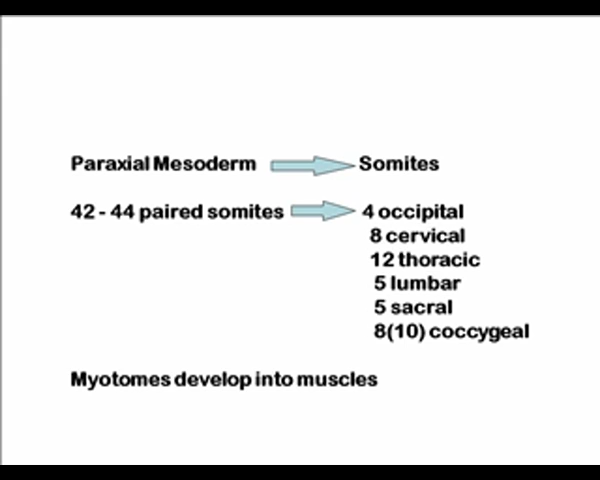 Paraxial Mesoderm Somites
42 - 44 paired somites 4 occipital
8 cervical
12 thoracic
5 lumbar
5 sacral
8(10) coccygeal
Myotomes develop into muscles